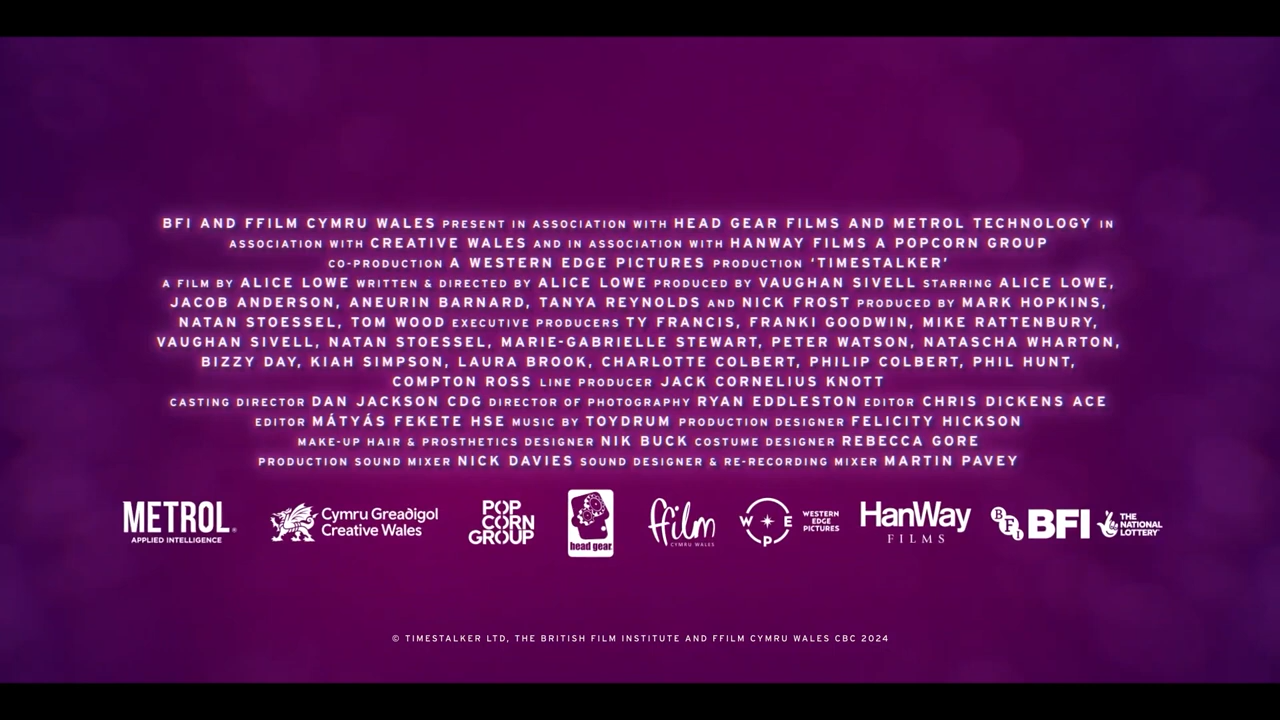 BFI AND FFILM CYMRU WALES PRESENT IN ASSOCIATION WITH HEAD GEAR FILMS AND METROL TECHNOLOGY IN
ASSOCIATION WITH CREATIVE WALES AND IN ASSOCIATION WITH HANWAY FILMS A POPCORN GROUP
CO-PRODUCTION A WESTERN EDGE PICTURES PRODUCTION ‘TIMESTALKER’
A FILM BY ALICE LOWE WRITTEN & DIRECTED BY ALICE LOWE PRODUCED BY VAUGHAN SIVELL STARRING ALICE LOWE,
JACOB ANDERSON, ANEURIN BARNARD, TANYA REYNOLDS AND NICK FROST PRODUCED BY MARK HOPKINS,
NATAN STOESSEL, TOM WOOD EXECUTIVE PRODUCERS TY FRANCIS, FRANKI GOODWIN, MIKE RATTENBURY,
VAUGHAN SIVELL, NATAN STOESSEL, MARIE-GABRIELLE STEWART, PETER WATSON, NATASCHA WHARTON,
BIZZY DAY, KIAH SIMPSON, LAURA BROOK, CHARLOTTE COLBERT, PHILIP COLBERT, PHIL HUNT,
COMPTON ROSS LINE PRODUCER JACK CORNELIUS KNOTT
CASTING DIRECTOR DAN JACKSON CDG DIRECTOR OF PHOTOGRAPHY RYAN EDDLESTON EDITOR CHRIS DICKENS ACE
EDITOR MÁTYÁS FEKETE HSE MUSIC BY TOYDRUM PRODUCTION DESIGNER FELICITY HICKSON
MAKE-UP HAIR & PROSTHETICS DESIGNER NIK BUCK COSTUME DESIGNER REBECCA GORE
PRODUCTION SOUND MIXER NICK DAVIES SOUND DESIGNER & RE-RECORDING MIXER MARTIN PAVEY
METROL
APPLIED INTELLIGENCE
Cymru Greadigol
Creative Wales
POP
CORN
GROUP
head gear
ffilm
CYMRU WALES
W E P
WESTERN
EDGE
PICTURES
HanWay
FILMS
BFI
BFI
THE
NATIONAL
LOTTERY
© TIMESTALKER LTD, THE BRITISH FILM INSTITUTE AND FFILM CYMRU WALES CBC 2024